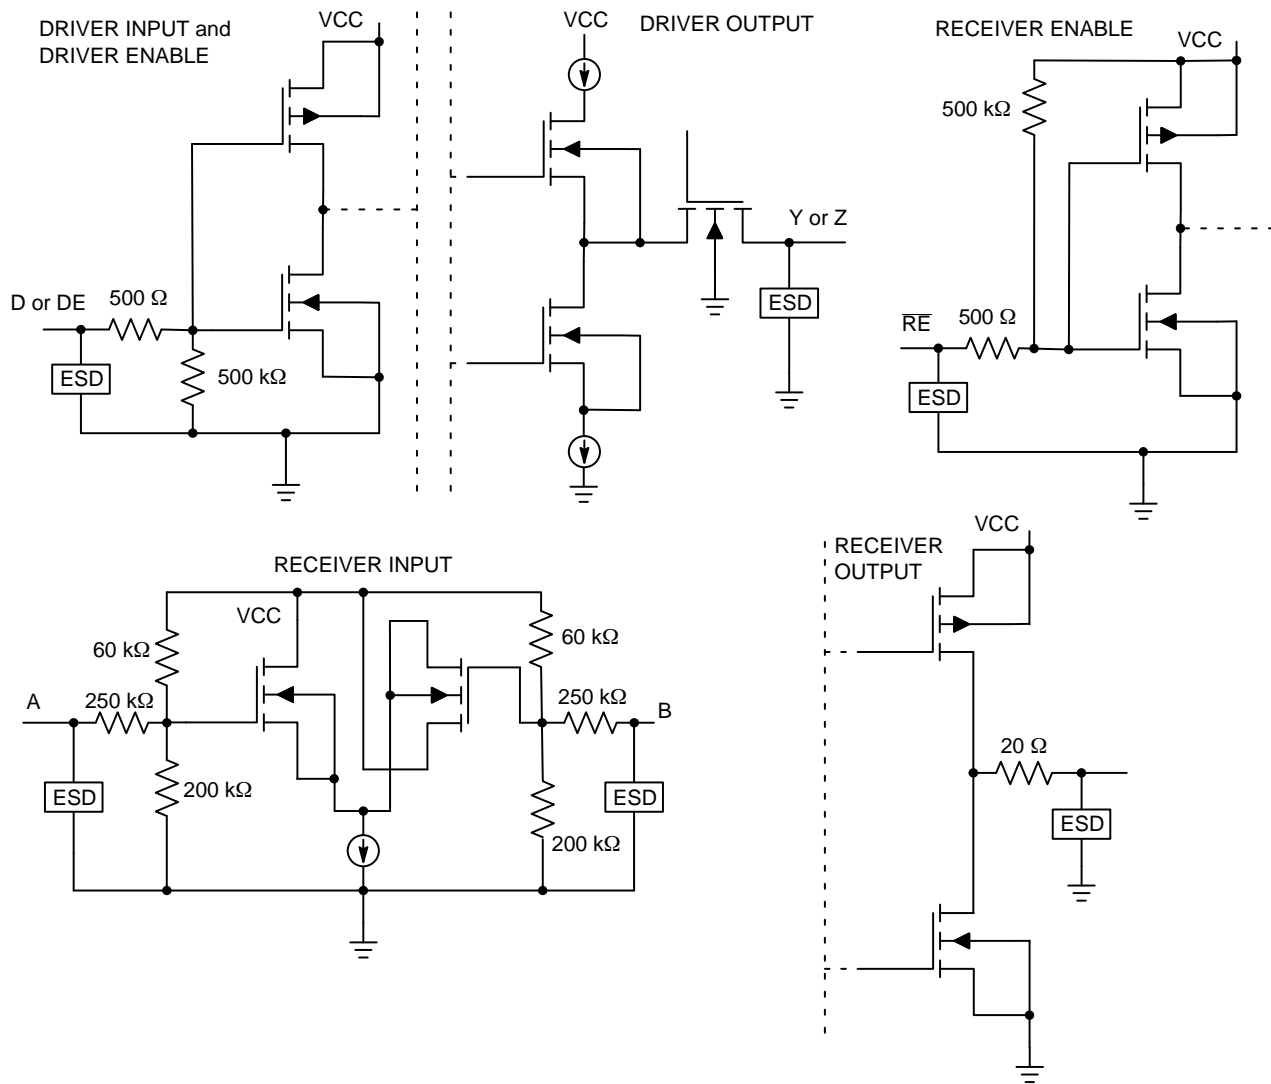 DRIVER INPUT and
DRIVER ENABLE
VCC
D or DE
500 Ω
ESD
500 kΩ
VCC
DRIVER OUTPUT
Y or Z
ESD
RECEIVER ENABLE
VCC
500 kΩ
R̅E̅
500 Ω
ESD
RECEIVER INPUT
VCC
60 kΩ
60 kΩ
A
250 kΩ
250 kΩ
B
ESD
200 kΩ
ESD
200 kΩ
RECEIVER
OUTPUT
VCC
20 Ω
ESD